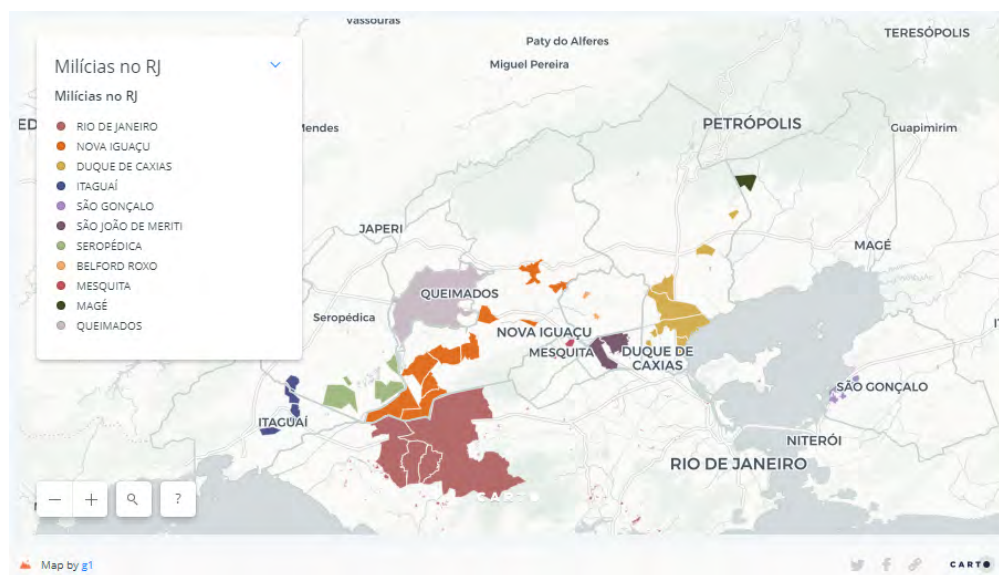 Vassouras
TERESÓPOLIS
Paty do Alferes
Miguel Pereira
Milícias no RJ
Milícias no RJ
RIO DE JANEIRO
NOVA IGUAÇU
DUQUE DE CAXIAS
ITAGUAÍ
SÃO GONÇALO
SÃO JOÃO DE MERITI
SEROPÉDICA
BELFORD ROXO
MESQUITA
MAGÉ
QUEIMADOS
ED
Mendes
PETRÓPOLIS
Guapimirim
JAPERI
MAGÉ
QUEIMADOS
Seropédica
NOVA IGUAÇU
MESQUITA
DUQUE DE
CAXIAS
SÃO GONÇALO
ITAGUAÍ
NITERÓI
RIO DE JANEIRO
CARTO
− + ?
Map by g1
CARTO